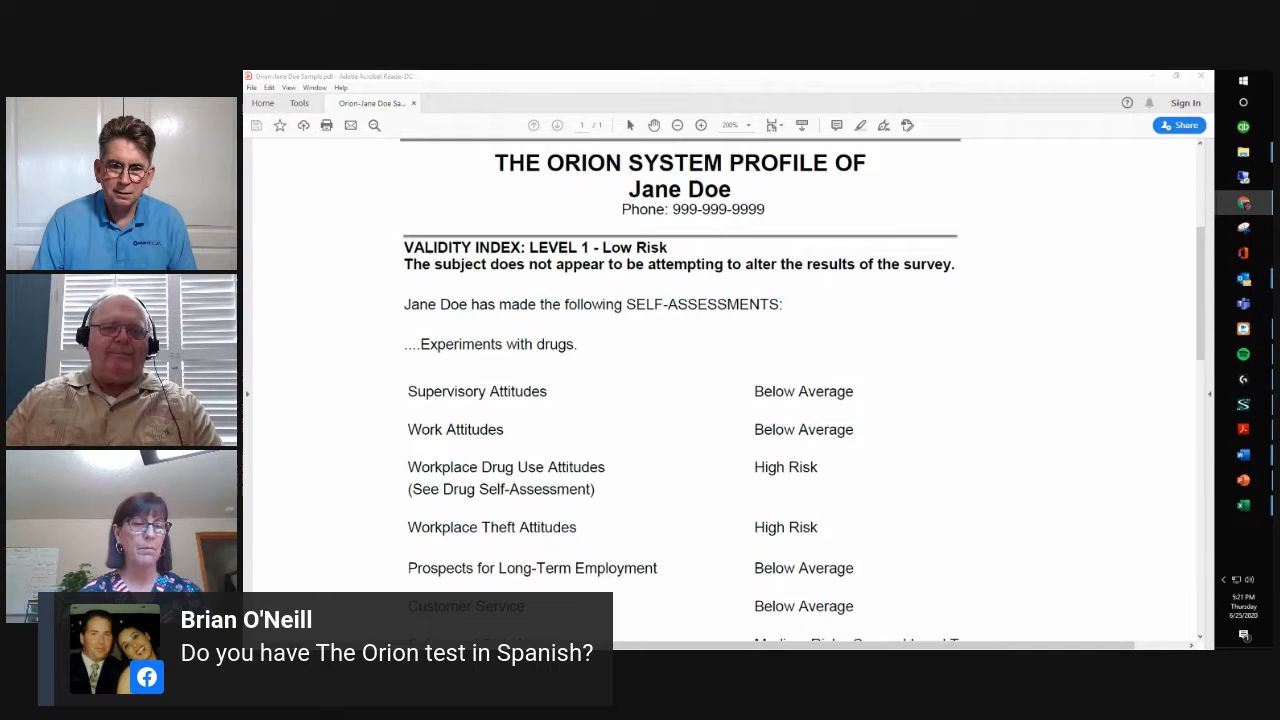 Orion-Jane Doe Sample.pdf - Adobe Acrobat Reader DC
File Edit View Window Help
Home Tools Orion-Jane Doe Sa... × Sign In
1 / 1 200% Share
THE ORION SYSTEM PROFILE OF
Jane Doe
Phone: 999-999-9999
VALIDITY INDEX: LEVEL 1 - Low Risk
The subject does not appear to be attempting to alter the results of the survey.
Jane Doe has made the following SELF-ASSESSMENTS:
....Experiments with drugs.
Supervisory Attitudes Below Average
Work Attitudes Below Average
Workplace Drug Use Attitudes High Risk
(See Drug Self-Assessment)
Workplace Theft Attitudes High Risk
Prospects for Long-Term Employment Below Average
Customer Service Below Average
5:21 PM
Thursday
6/25/2020
Brian O'Neill
Do you have The Orion test in Spanish?